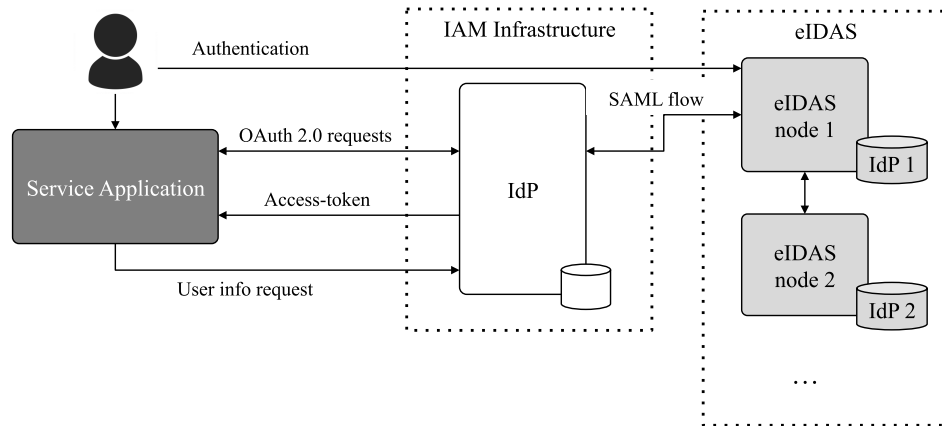 IAM Infrastructure
eIDAS
Authentication
SAML flow
eIDAS
node 1
IdP 1
OAuth 2.0 requests
Service Application
IdP
Access-token
User info request
eIDAS
node 2
IdP 2
...